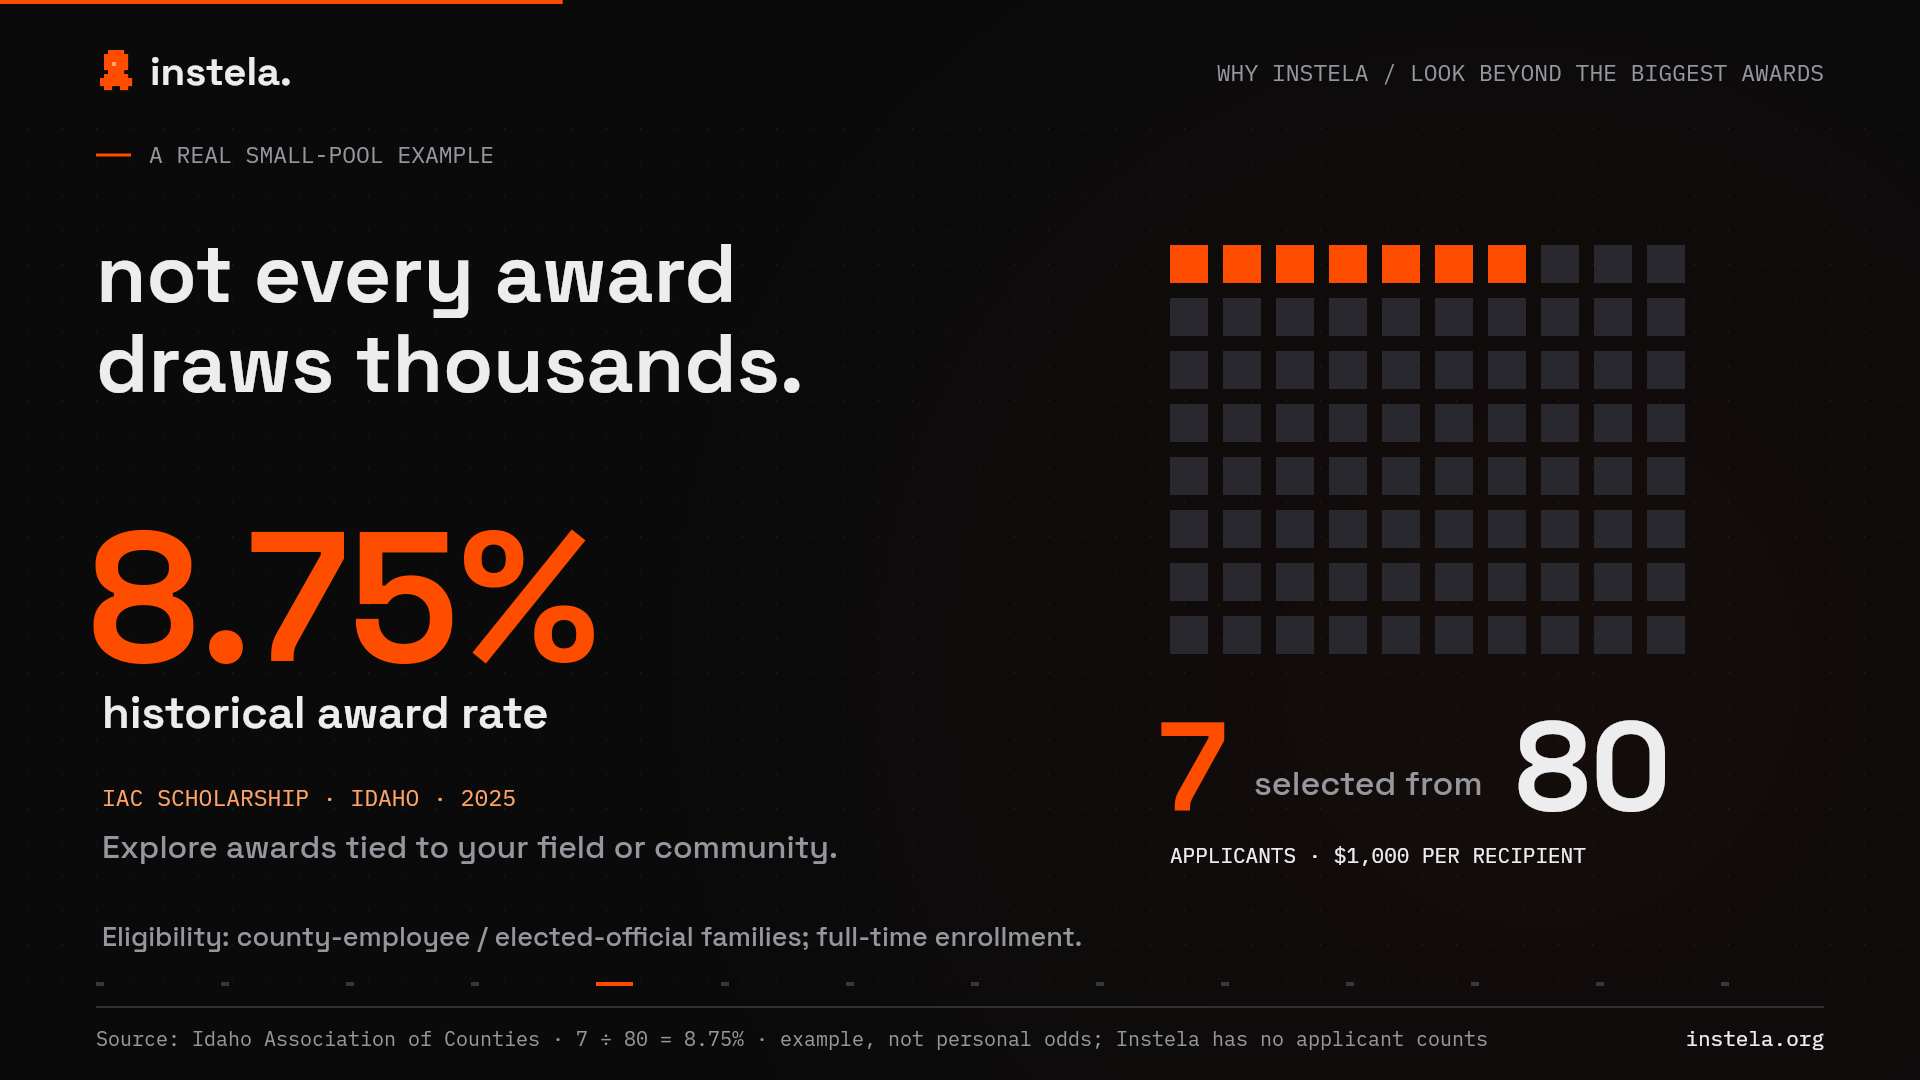 instela.
WHY INSTELA / LOOK BEYOND THE BIGGEST AWARDS
A REAL SMALL-POOL EXAMPLE
not every award
draws thousands.
8.75%
historical award rate
IAC SCHOLARSHIP · IDAHO · 2025
Explore awards tied to your field or community.
7 selected from 80
APPLICANTS · $1,000 PER RECIPIENT
Eligibility: county-employee / elected-official families; full-time enrollment.
Source: Idaho Association of Counties · 7 ÷ 80 = 8.75% · example, not personal odds; Instela has no applicant counts
instela.org